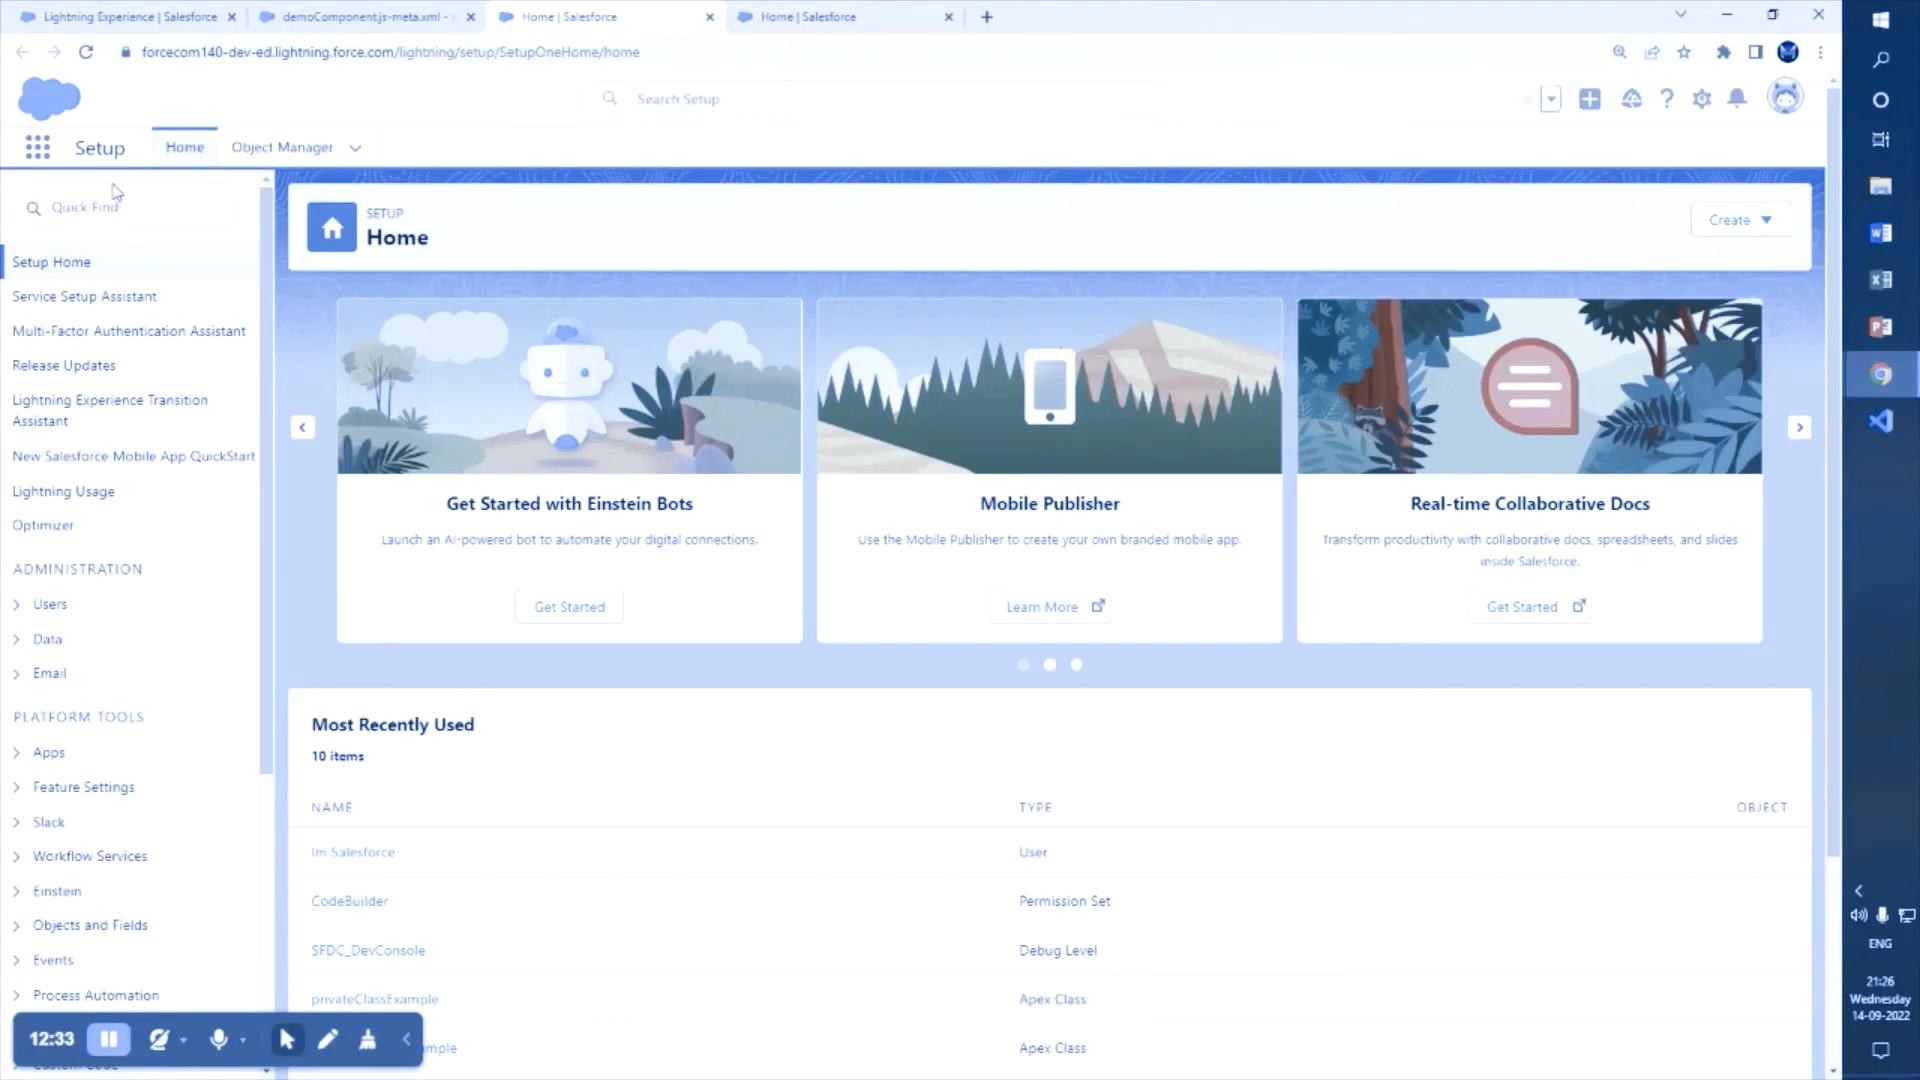 Lightning Experience | Salesforce
demoComponent.js-meta.xml -
Home | Salesforce
Home | Salesforce
forcecom140-dev-ed.lightning.force.com/lightning/setup/SetupOneHome/home
Search Setup
Setup
Home
Object Manager
Quick Find
Setup Home
Service Setup Assistant
Multi-Factor Authentication Assistant
Release Updates
Lightning Experience Transition
Assistant
New Salesforce Mobile App QuickStart
Lightning Usage
Optimizer
ADMINISTRATION
Users
Data
Email
PLATFORM TOOLS
Apps
Feature Settings
Slack
Workflow Services
Einstein
Objects and Fields
Events
Process Automation
SETUP
Home
Create
Get Started with Einstein Bots
Launch an AI-powered bot to automate your digital connections.
Get Started
Mobile Publisher
Use the Mobile Publisher to create your own branded mobile app.
Learn More
Real-time Collaborative Docs
Transform productivity with collaborative docs, spreadsheets, and slides
inside Salesforce.
Get Started
Most Recently Used
10 items
NAME TYPE OBJECT
Im Salesforce User
CodeBuilder Permission Set
SFDC_DevConsole Debug Level
privateClassExample Apex Class
mple Apex Class
12:33
ENG
21:26
Wednesday
14-09-2022